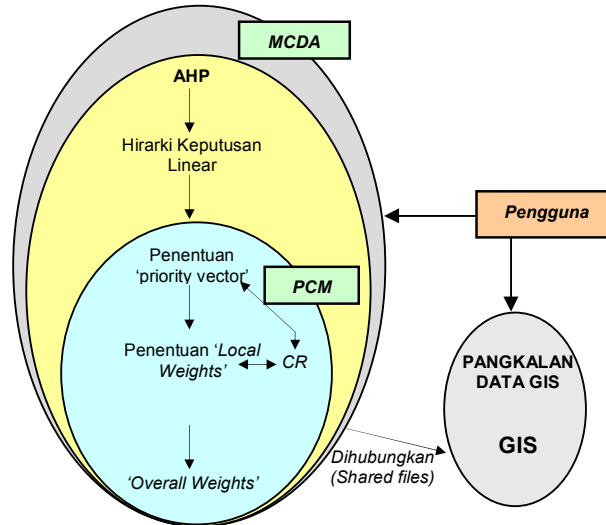 MCDA
AHP
Hirarki Keputusan
Linear
Pengguna
Penentuan
‘priority vector’
PCM
Penentuan ‘Local
Weights’
CR
PANGKALAN
DATA GIS
GIS
Dihubungkan
(Shared files)
‘Overall Weights’